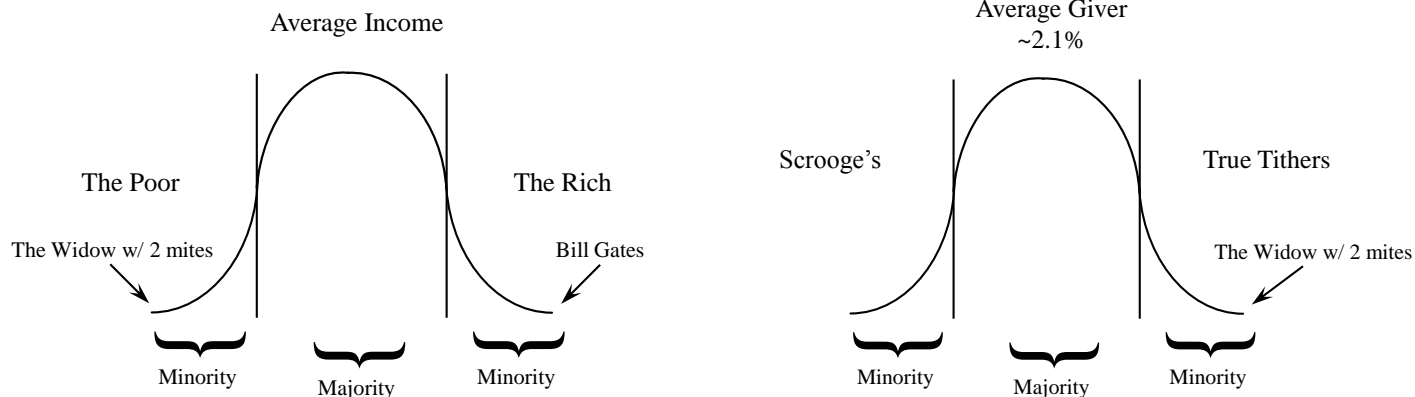 Average Income
The Poor
The Rich
The Widow w/ 2 mites
Bill Gates
Minority
Majority
Minority
Average Giver
~2.1%
Scrooge’s
True Tithers
The Widow w/ 2 mites
Minority
Majority
Minority